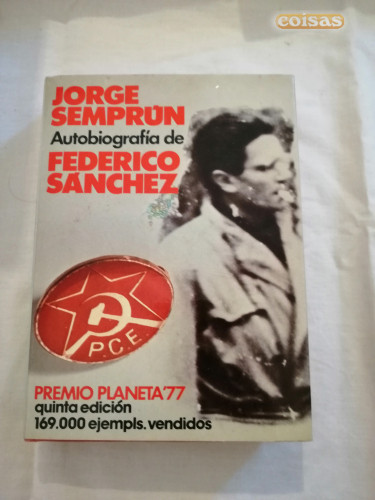 coisas
JORGE
SEMPRÚN
Autobiografía de
FEDERICO
SÁNCHEZ
P.C.E.
PREMIO PLANETA'77
quinta edición
169.000 ejempls. vendidos